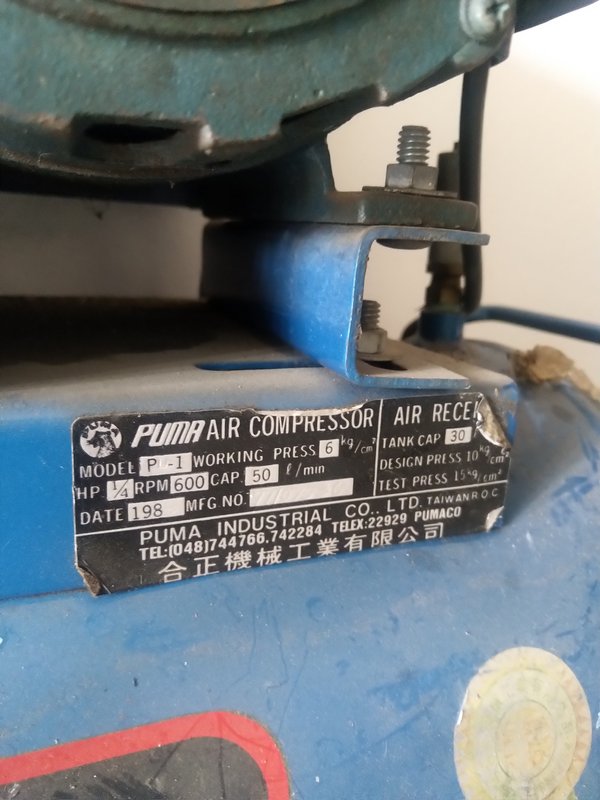 PUMA AIR COMPRESSOR
MODEL WORKING PRESS 6 kg/cm²
HP. 1/4 RPM 600 CAP. 50 ℓ/min
DATE 198 MFG.NO.
AIR
TANK CAP 30
DESIGN PRESS 10 kg/cm²
TEST PRESS 15 kg/cm²
PUMA INDUSTRIAL CO., LTD. TAIWAN R.O.C
TEL:(048)744766.742284 TELEX:22929 PUMACO
合正機械工業有限公司